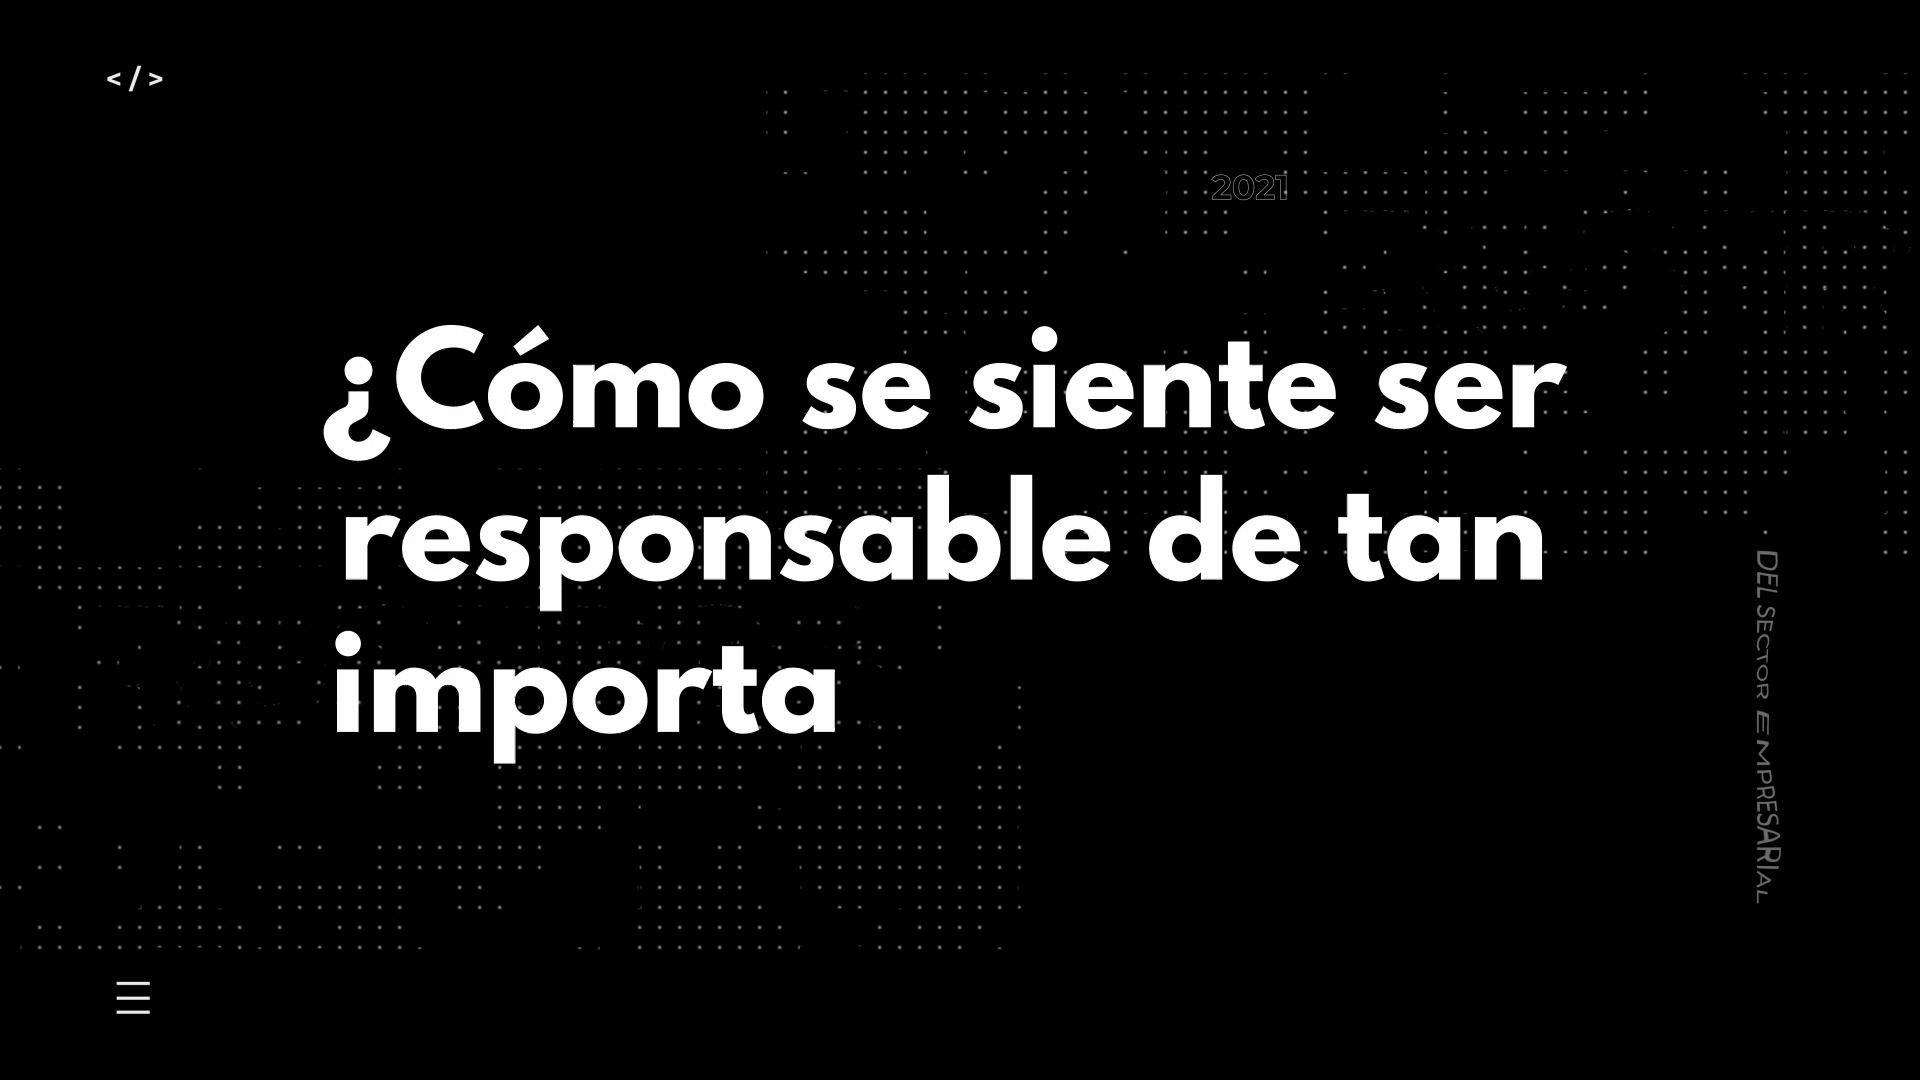 </>
2021
¿Cómo se siente ser
responsable de tan
importa
DEL SECTOR EMPRESARIAL